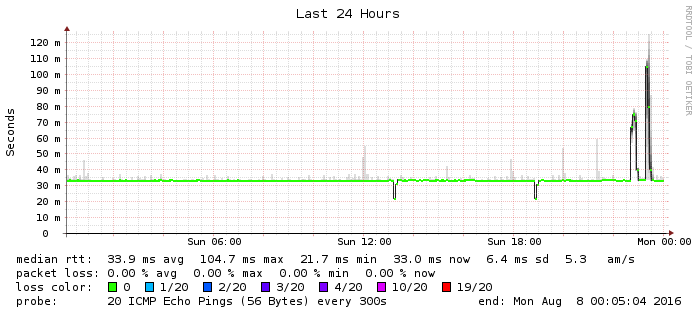 Last 24 Hours
RRDTOOL / TOBI OETIKER
Seconds
120 m
110 m
100 m
90 m
80 m
70 m
60 m
50 m
40 m
30 m
20 m
10 m
0
Sun 06:00 Sun 12:00 Sun 18:00 Mon 00:00
median rtt: 33.9 ms avg 104.7 ms max 21.7 ms min 33.0 ms now 6.4 ms sd 5.3 am/s
packet loss: 0.00 % avg 0.00 % max 0.00 % min 0.00 % now
loss color: 0 1/20 2/20 3/20 4/20 10/20 19/20
probe: 20 ICMP Echo Pings (56 Bytes) every 300s end: Mon Aug 8 00:05:04 2016